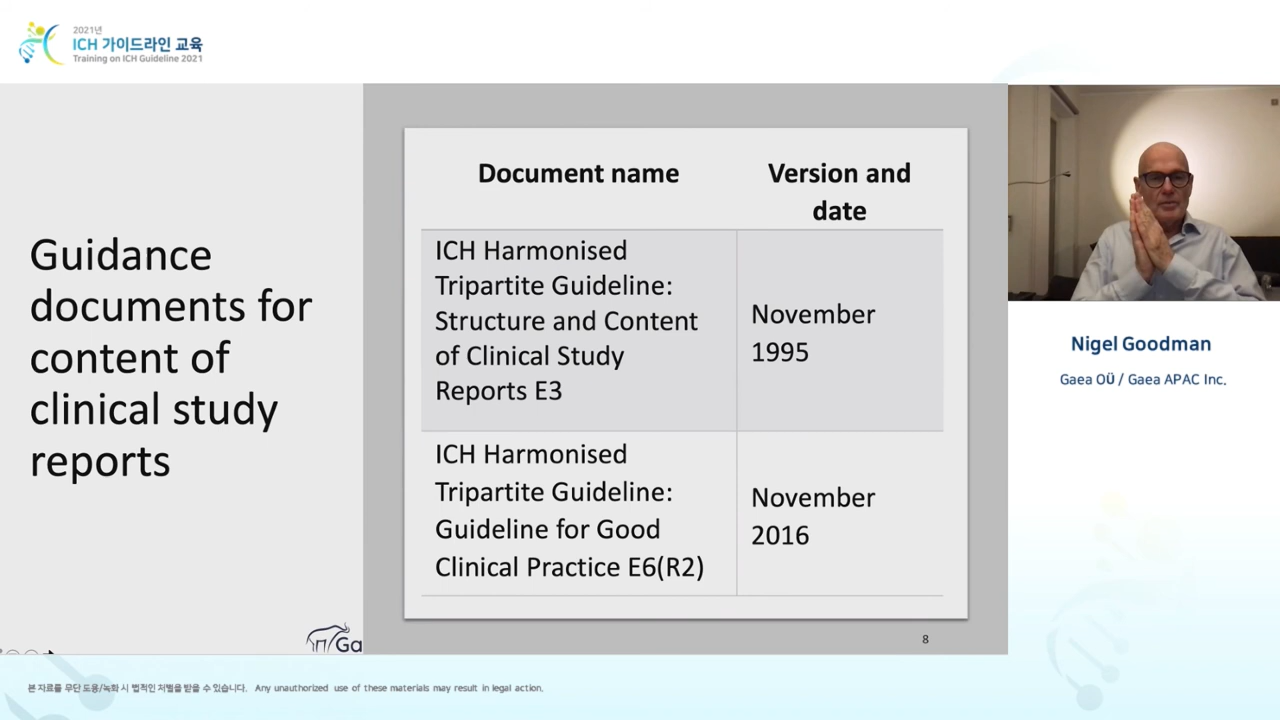 2021년
ICH 가이드라인 교육
Training on ICH Guideline 2021
Guidance
documents for
content of
clinical study
reports
Document name
Version and
date
ICH Harmonised
Tripartite Guideline:
Structure and Content
of Clinical Study
Reports E3
November
1995
ICH Harmonised
Tripartite Guideline:
Guideline for Good
Clinical Practice E6(R2)
November
2016
Ga
8
Nigel Goodman
Gaea OÜ / Gaea APAC Inc.
본 자료를 무단 도용/녹화 시 법적인 처벌을 받을 수 있습니다. Any unauthorized use of these materials may result in legal action.